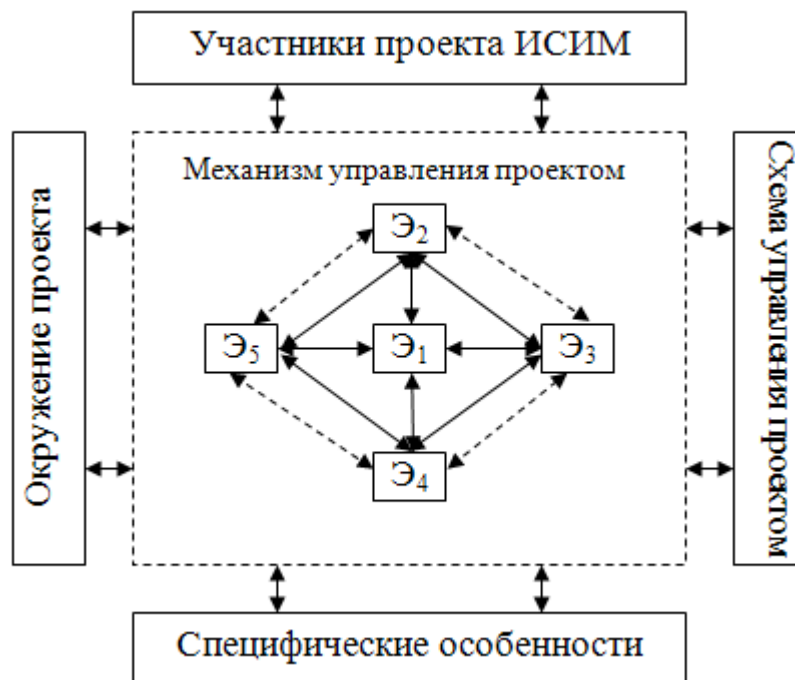 Участники проекта ИСИМ
Окружение проекта
Механизм управления проектом
Схема управления проектом
Э₂
Э₅
Э₁
Э₃
Э₄
Специфические особенности